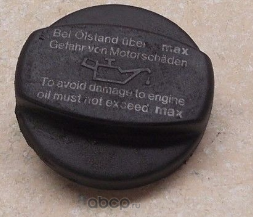 Bei Ölstand über max
Gefahr von Motorschäden
To avoid damage to engine
oil must not exceed max